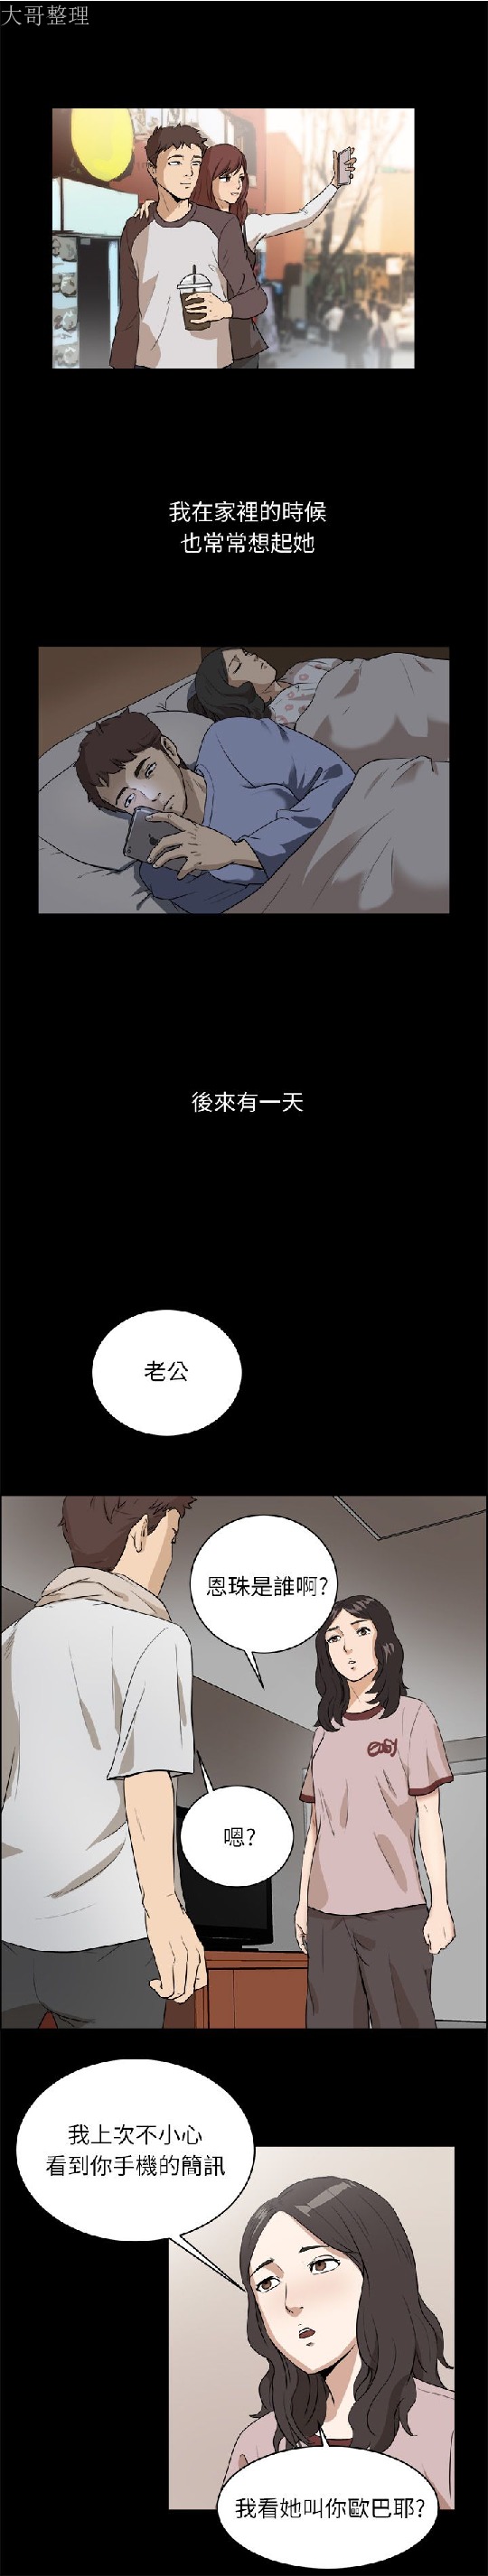 大哥整理
我在家裡的時候
也常常想起她
後來有一天
老公
恩珠是誰啊?
easy
嗯?
我上次不小心
看到你手機的簡訊
我看她叫你歐巴耶?